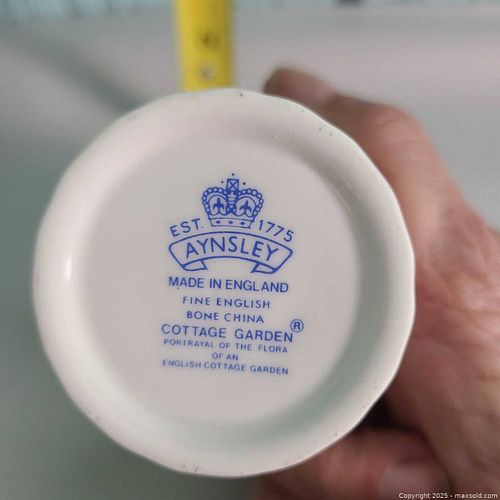 EST. 1775
AYNSLEY
MADE IN ENGLAND
FINE ENGLISH
BONE CHINA
COTTAGE GARDEN®
PORTRAYAL OF THE FLORA
OF AN
ENGLISH COTTAGE GARDEN
Copyright 2025 - maxsold.com